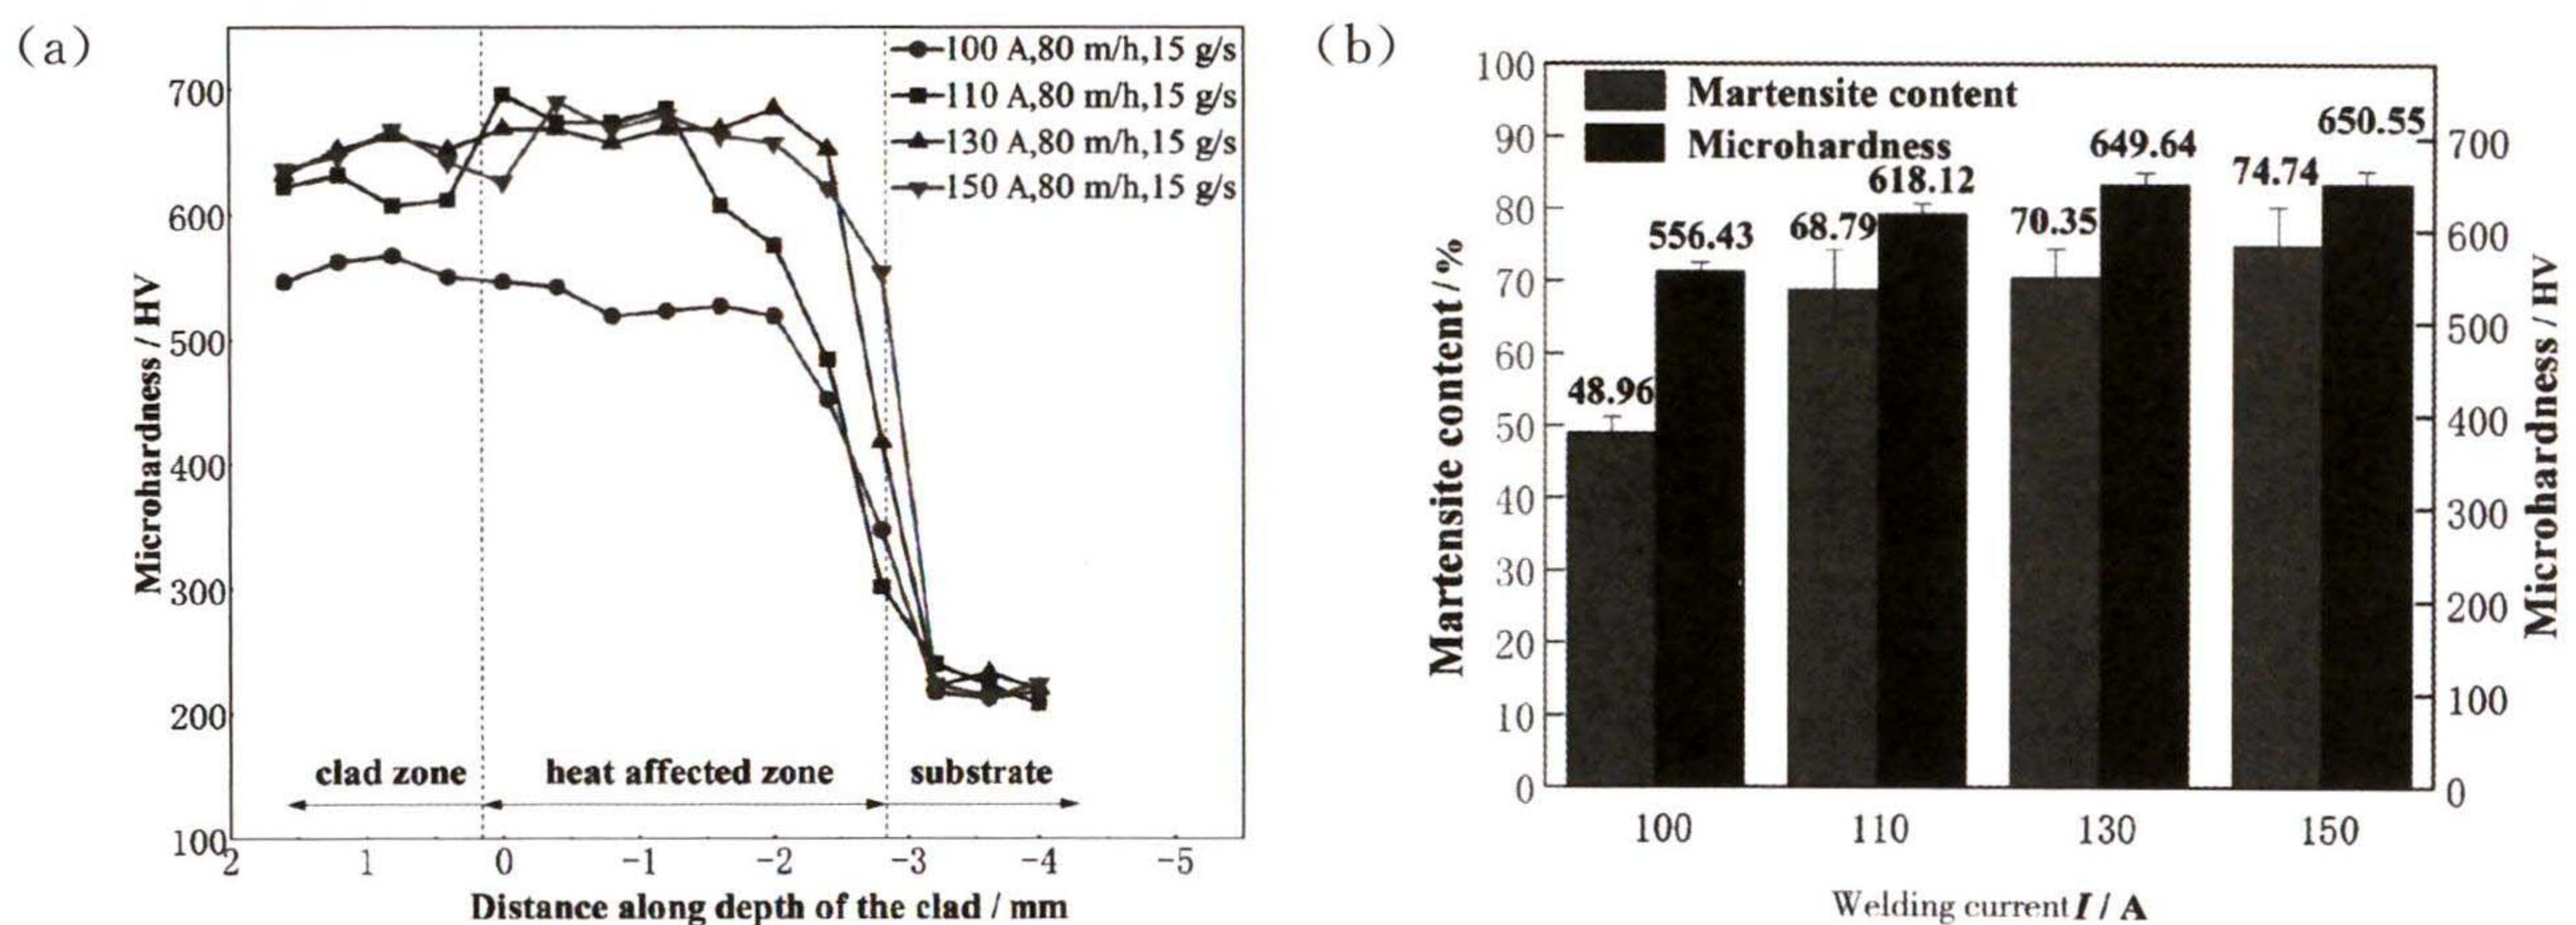 (a)
100 A,80 m/h,15 g/s
110 A,80 m/h,15 g/s
130 A,80 m/h,15 g/s
150 A,80 m/h,15 g/s
700
600
500
400
300
200
100
Microhardness / HV
clad zone
heat affected zone
substrate
2 1 0 -1 -2 -3 -4 -5
Distance along depth of the clad / mm
(b)
Martensite content
Microhardness
100
90
80
70
60
50
40
30
20
10
0
Martensite content / %
48.96
556.43
68.79
618.12
70.35
649.64
74.74
650.55
700
600
500
400
300
200
100
0
Microhardness / HV
100 110 130 150
Welding current I / A